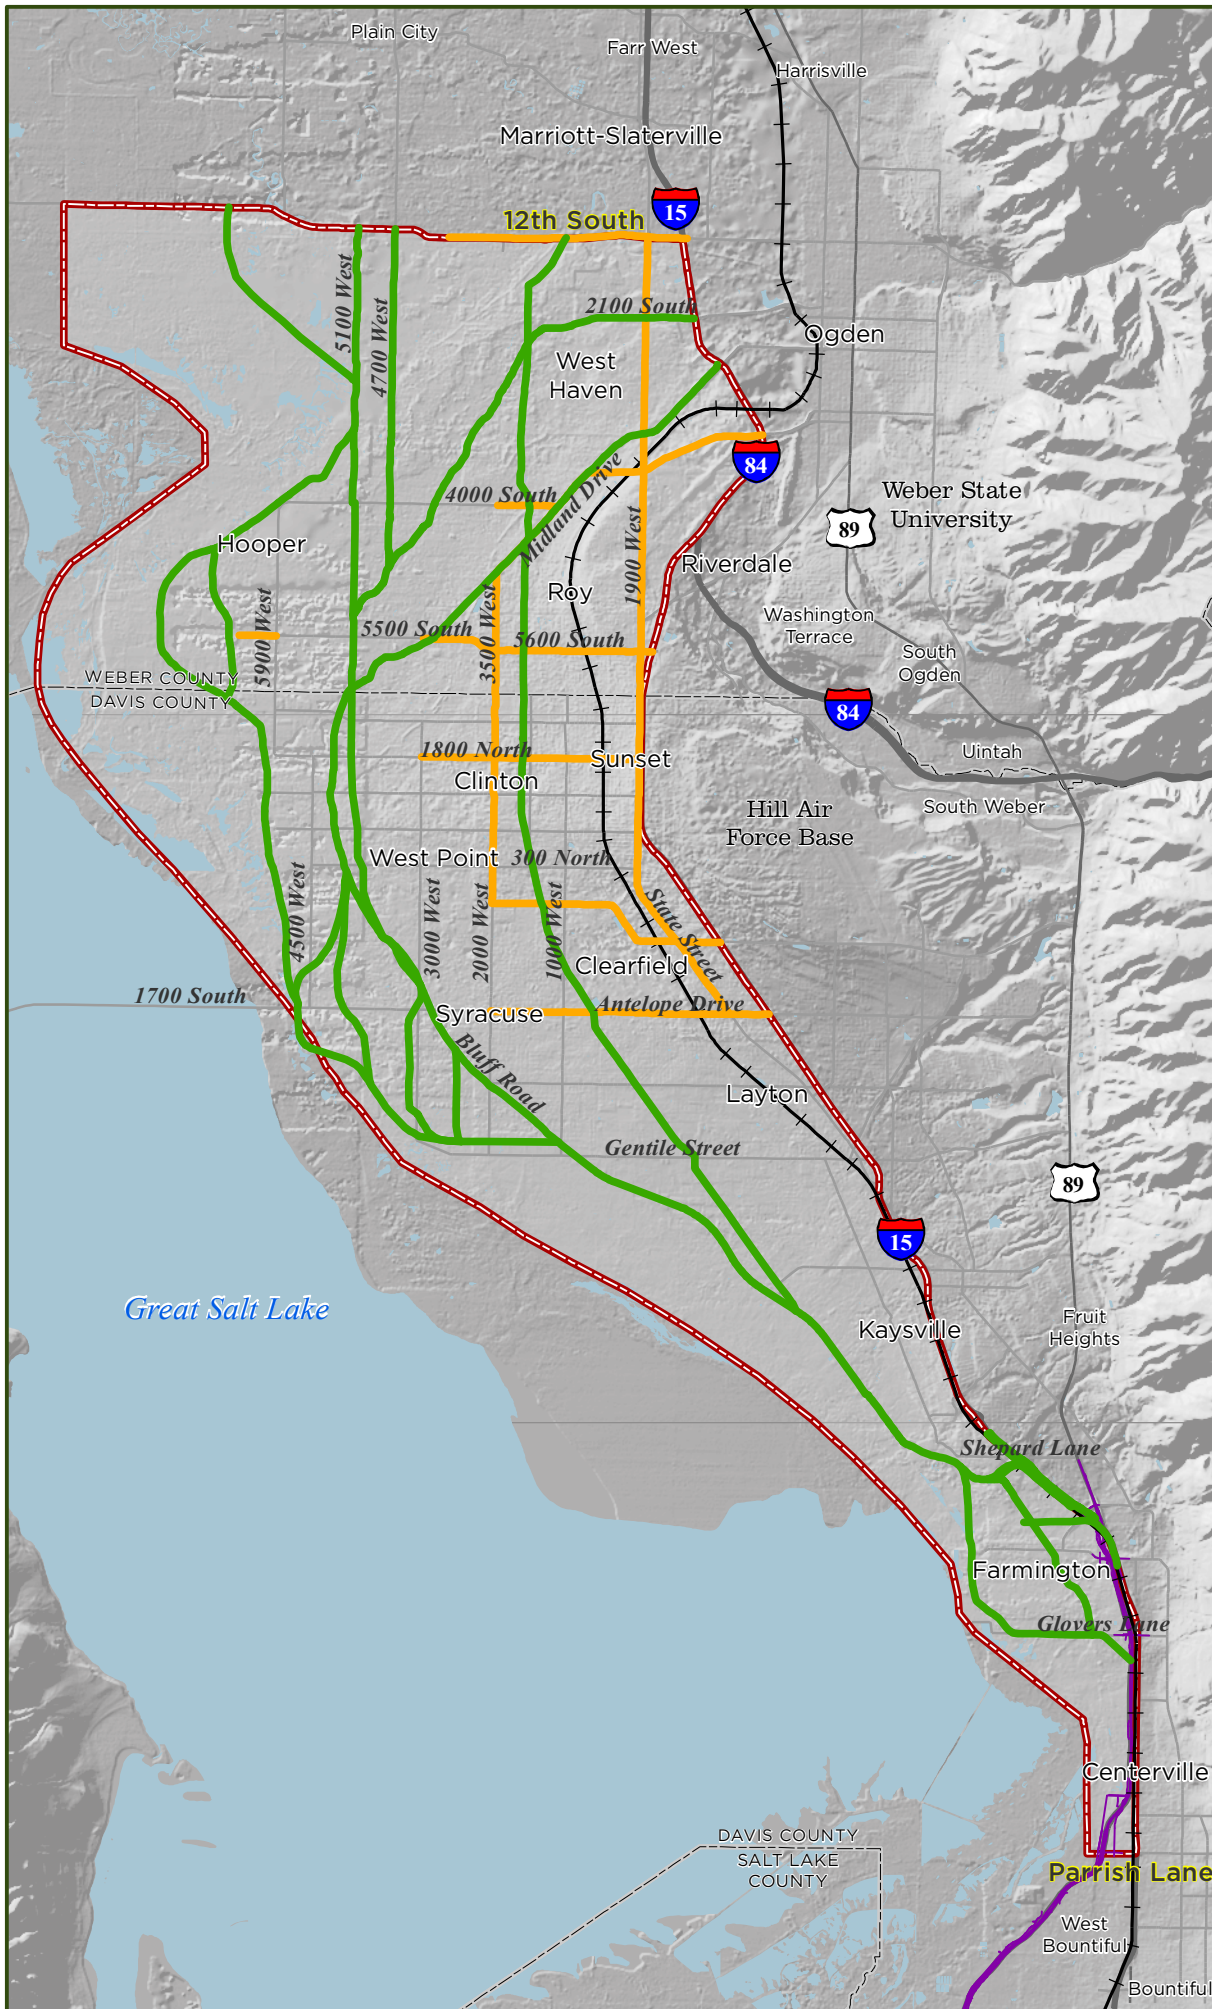 Plain City
Farr West
Harrisville
Marriott-Slaterville
15
12th South
5100 West
4700 West
2100 South
Ogden
West
Haven
84
Midland Drive
4000 South
Weber State
University
89
Hooper
1900 West
Riverdale
Roy
3500 West
5900 West
Washington
Terrace
5500 South
5600 South
South
Ogden
WEBER COUNTY
DAVIS COUNTY
84
1800 North
Sunset
Uintah
Clinton
Hill Air
Force Base
South Weber
West Point
300 North
4500 West
3000 West
2000 West
1000 West
State Street
Clearfield
1700 South
Syracuse
Antelope Drive
Bluff Road
Layton
Gentile Street
89
15
Great Salt Lake
Kaysville
Fruit
Heights
Shepard Lane
Farmington
Glovers Lane
Centerville
DAVIS COUNTY
SALT LAKE
COUNTY
Parrish Lane
West
Bountiful
Bountiful